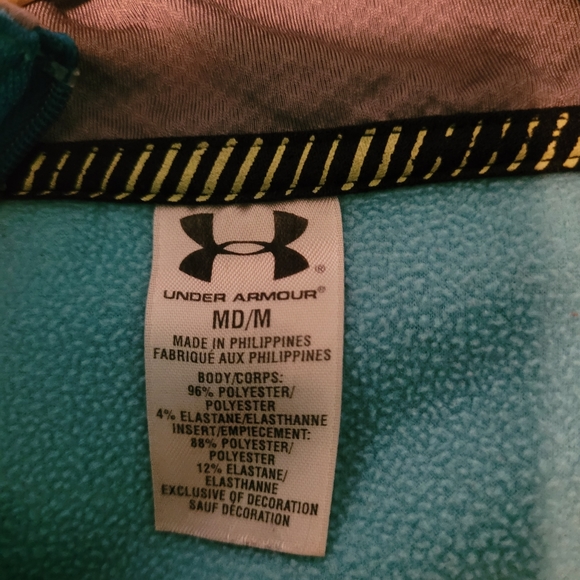 UNDER ARMOUR®
MD/M
MADE IN PHILIPPINES
FABRIQUÉ AUX PHILIPPINES
BODY/CORPS:
96% POLYESTER/
POLYESTER
4% ELASTANE/ELASTHANNE
INSERT/EMPIECEMENT:
88% POLYESTER/
POLYESTER
12% ELASTANE/
ELASTHANNE
EXCLUSIVE OF DECORATION
SAUF DÉCORATION